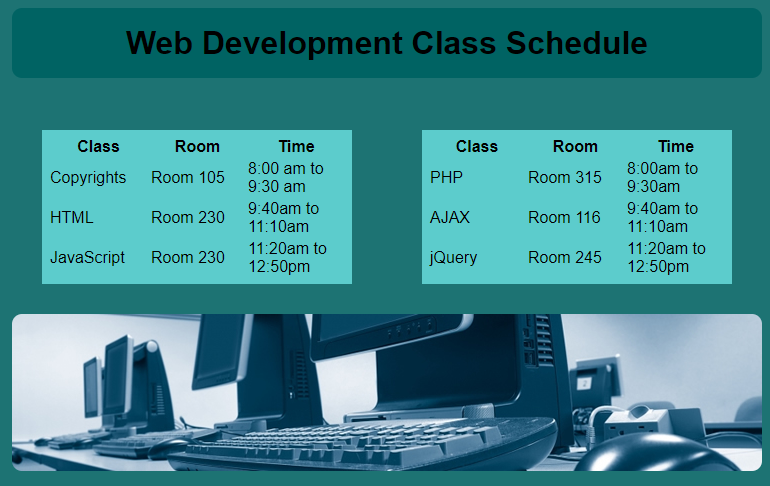 Web Development Class Schedule
Class Room Time
Copyrights Room 105 8:00 am to
9:30 am
HTML Room 230 9:40am to
11:10am
JavaScript Room 230 11:20am to
12:50pm
Class Room Time
PHP Room 315 8:00am to
9:30am
AJAX Room 116 9:40am to
11:10am
jQuery Room 245 11:20am to
12:50pm